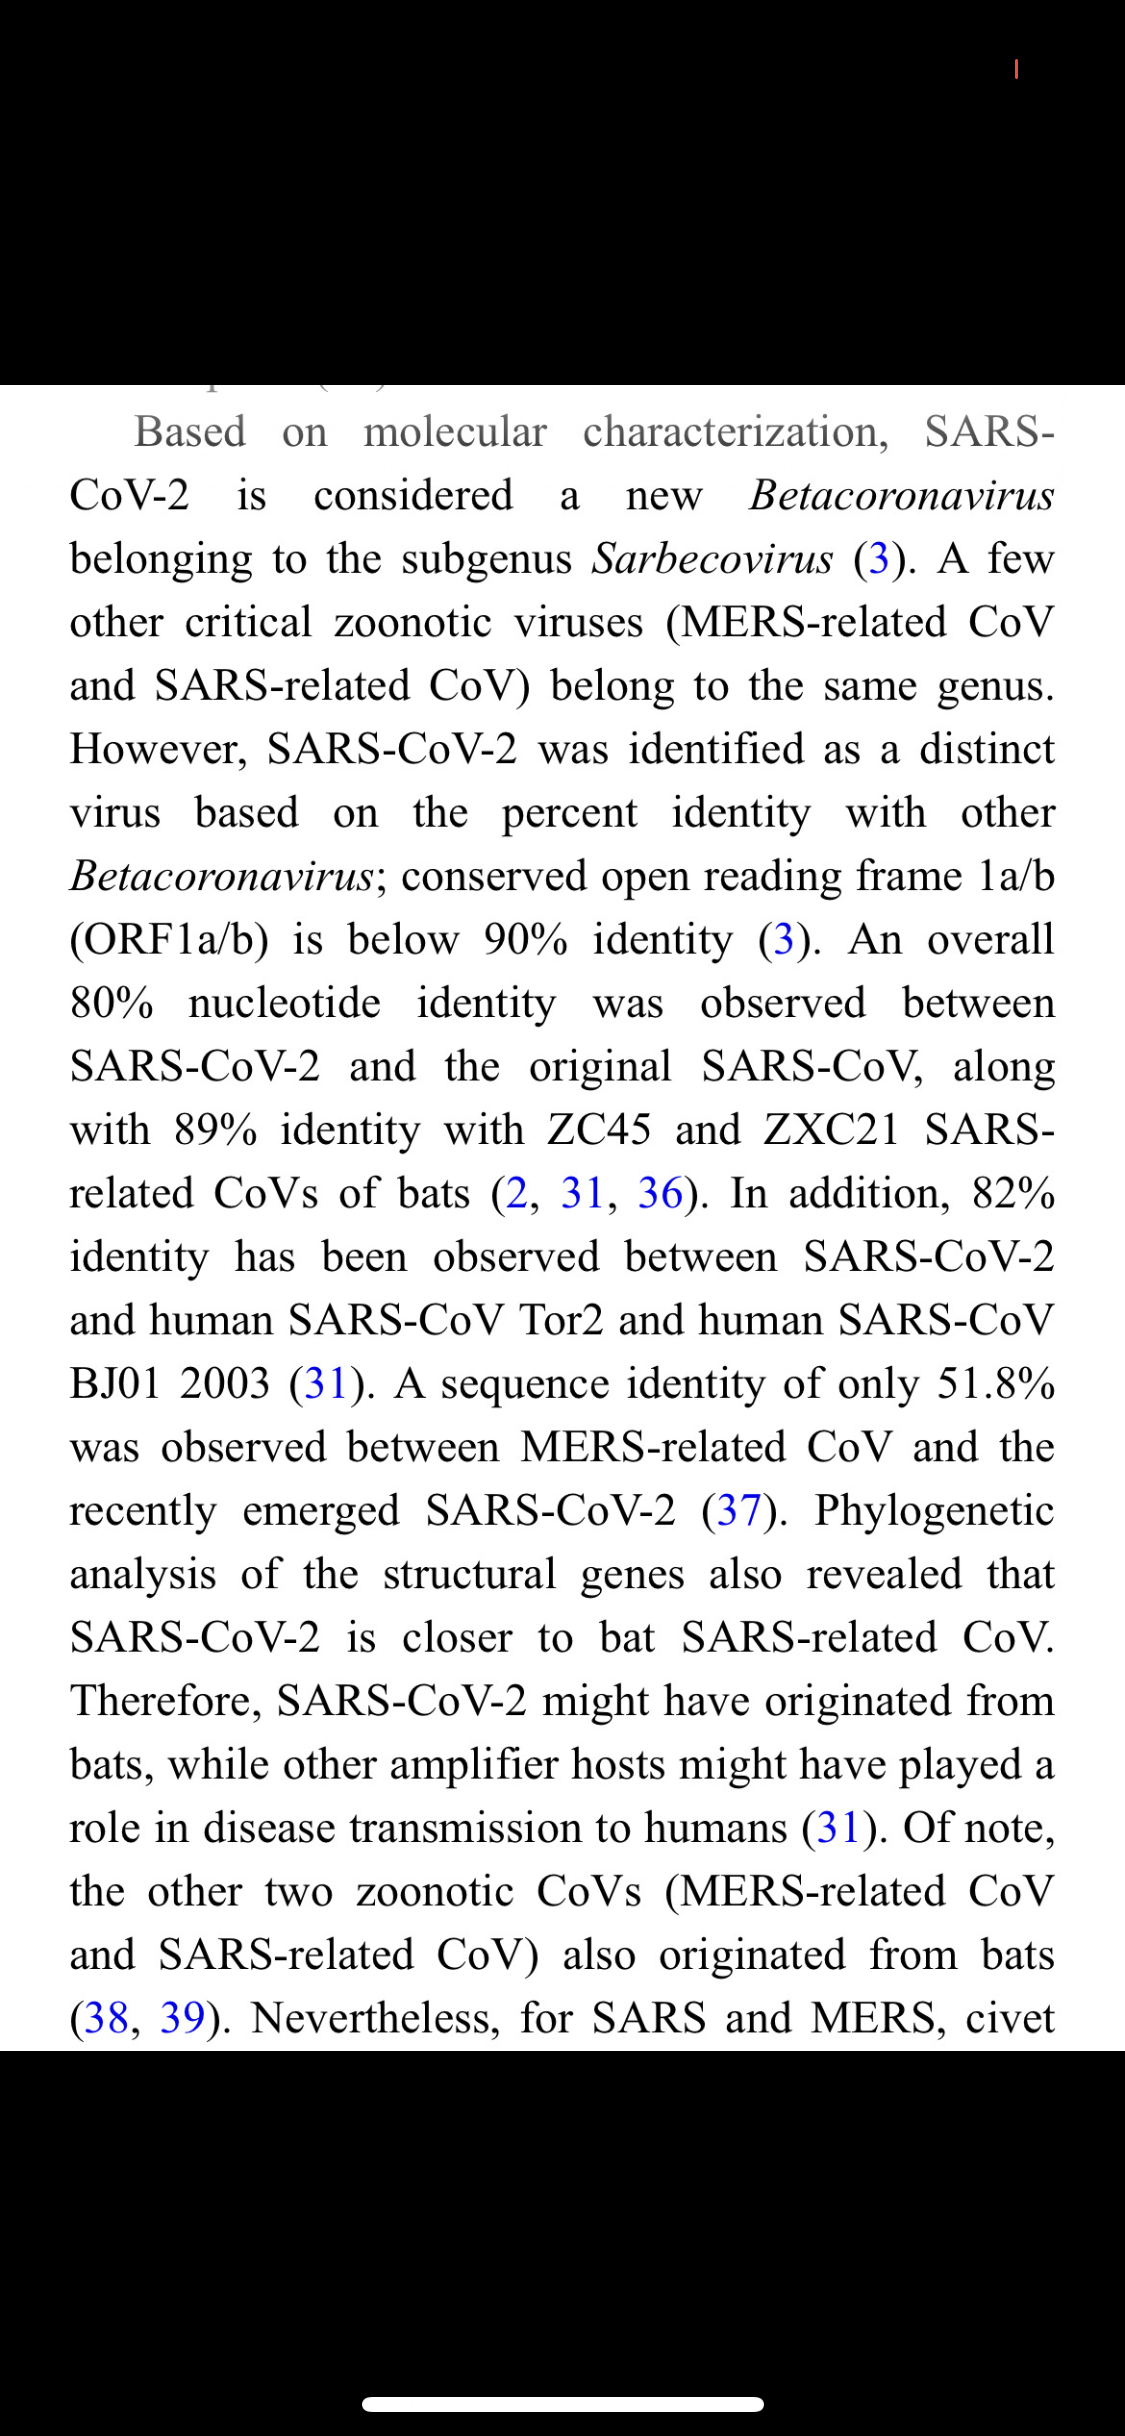 Based on molecular characterization, SARS-
CoV-2 is considered a new Betacoronavirus
belonging to the subgenus Sarbecovirus (3). A few
other critical zoonotic viruses (MERS-related CoV
and SARS-related CoV) belong to the same genus.
However, SARS-CoV-2 was identified as a distinct
virus based on the percent identity with other
Betacoronavirus; conserved open reading frame 1a/b
(ORF1a/b) is below 90% identity (3). An overall
80% nucleotide identity was observed between
SARS-CoV-2 and the original SARS-CoV, along
with 89% identity with ZC45 and ZXC21 SARS-
related CoVs of bats (2, 31, 36). In addition, 82%
identity has been observed between SARS-CoV-2
and human SARS-CoV Tor2 and human SARS-CoV
BJ01 2003 (31). A sequence identity of only 51.8%
was observed between MERS-related CoV and the
recently emerged SARS-CoV-2 (37). Phylogenetic
analysis of the structural genes also revealed that
SARS-CoV-2 is closer to bat SARS-related CoV.
Therefore, SARS-CoV-2 might have originated from
bats, while other amplifier hosts might have played a
role in disease transmission to humans (31). Of note,
the other two zoonotic CoVs (MERS-related CoV
and SARS-related CoV) also originated from bats
(38, 39). Nevertheless, for SARS and MERS, civet